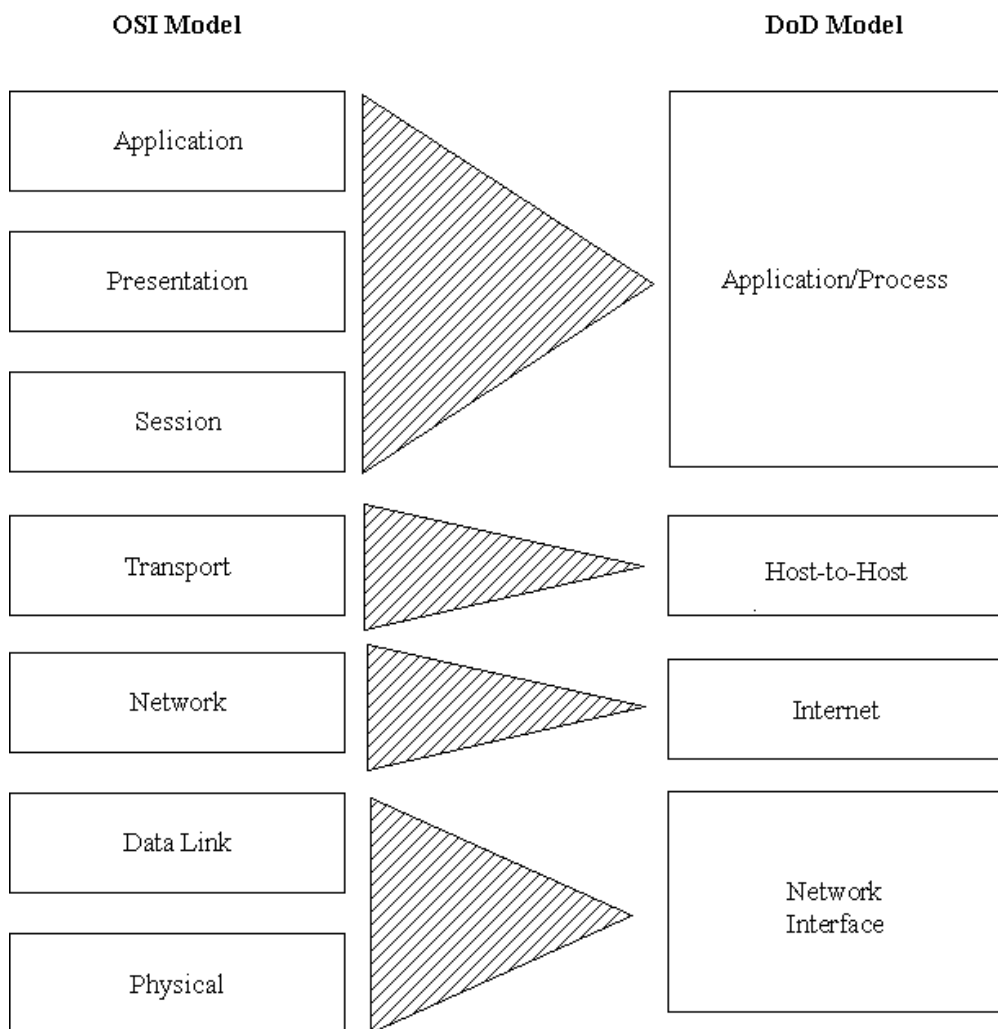 OSI Model
DoD Model
Application
Presentation
Session
Application/Process
Transport
Host-to-Host
Network
Internet
Data Link
Physical
Network
Interface